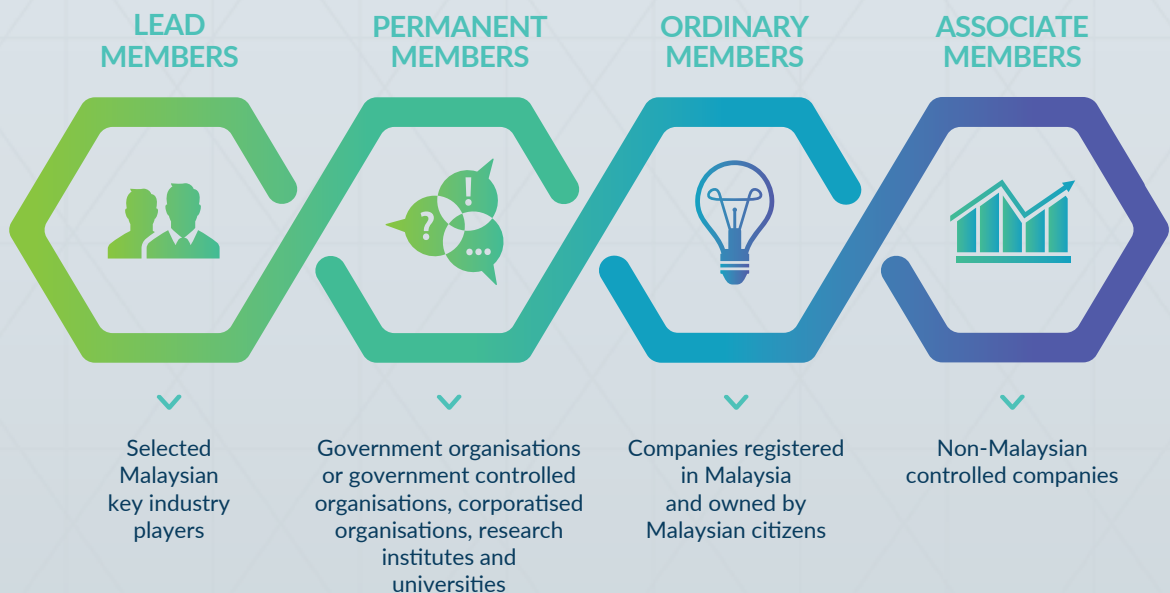 LEAD
MEMBERS
PERMANENT
MEMBERS
ORDINARY
MEMBERS
ASSOCIATE
MEMBERS
?
!
...
Selected
Malaysian
key industry
players
Government organisations
or government controlled
organisations, corporatised
organisations, research
institutes and
universities
Companies registered
in Malaysia
and owned by
Malaysian citizens
Non-Malaysian
controlled companies